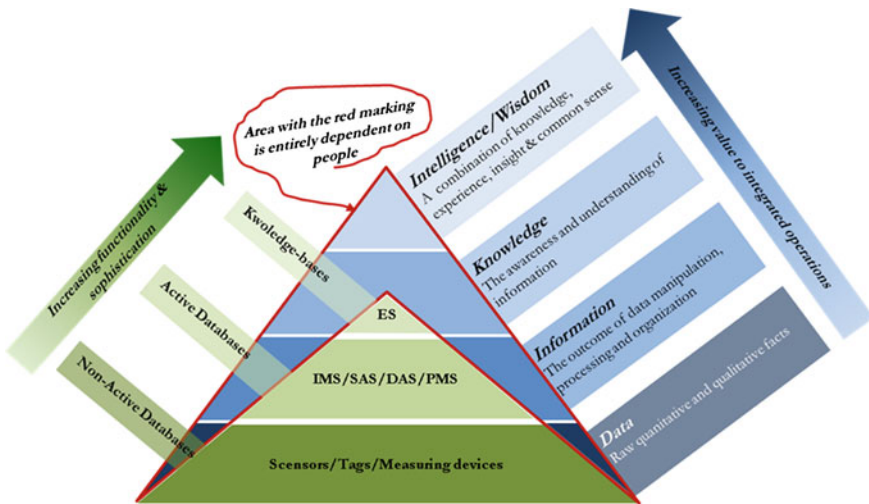 Area with the red marking
is entirely dependent on
people
Increasing functionality &
sophistication
Kwoledge-bases
Active Databases
Non-Active Databases
ES
IMS/SAS/DAS/PMS
Scensors/Tags/Measuring devices
Intelligence/Wisdom
A combination of knowledge,
experience, insight & common sense
Knowledge
The awareness and understanding of
information
Information
The outcome of data manipulation,
processing and organization
Data
Raw quanitative and qualitative facts
Increasing value to integrated operations